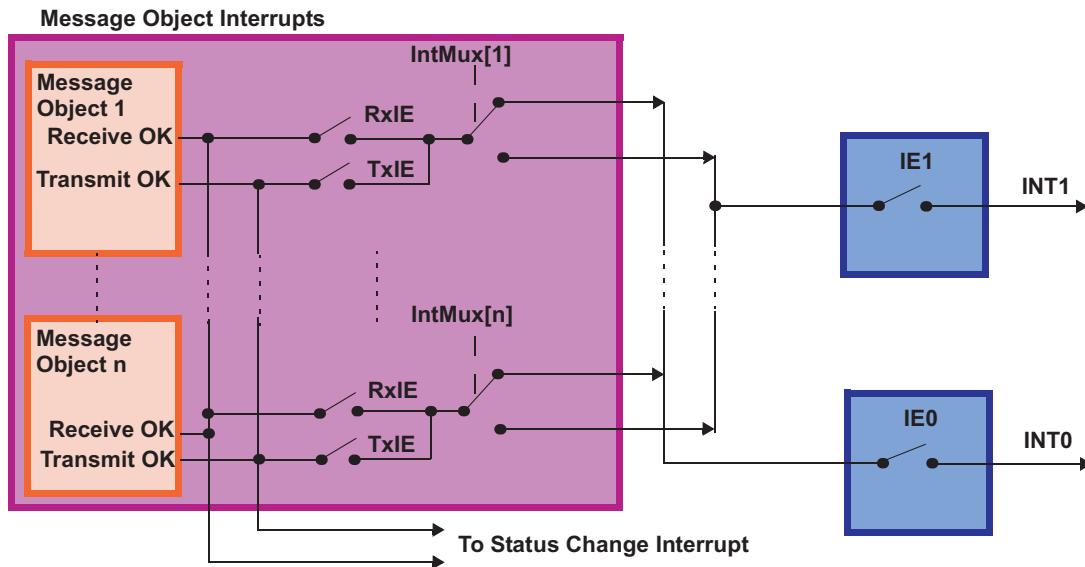 Message Object Interrupts
IntMux[1]
Message
Object 1
Receive OK
RxIE
Transmit OK
TxIE
IE1
INT1
IntMux[n]
Message
Object n
RxIE
Receive OK
Transmit OK
TxIE
IE0
INT0
To Status Change Interrupt